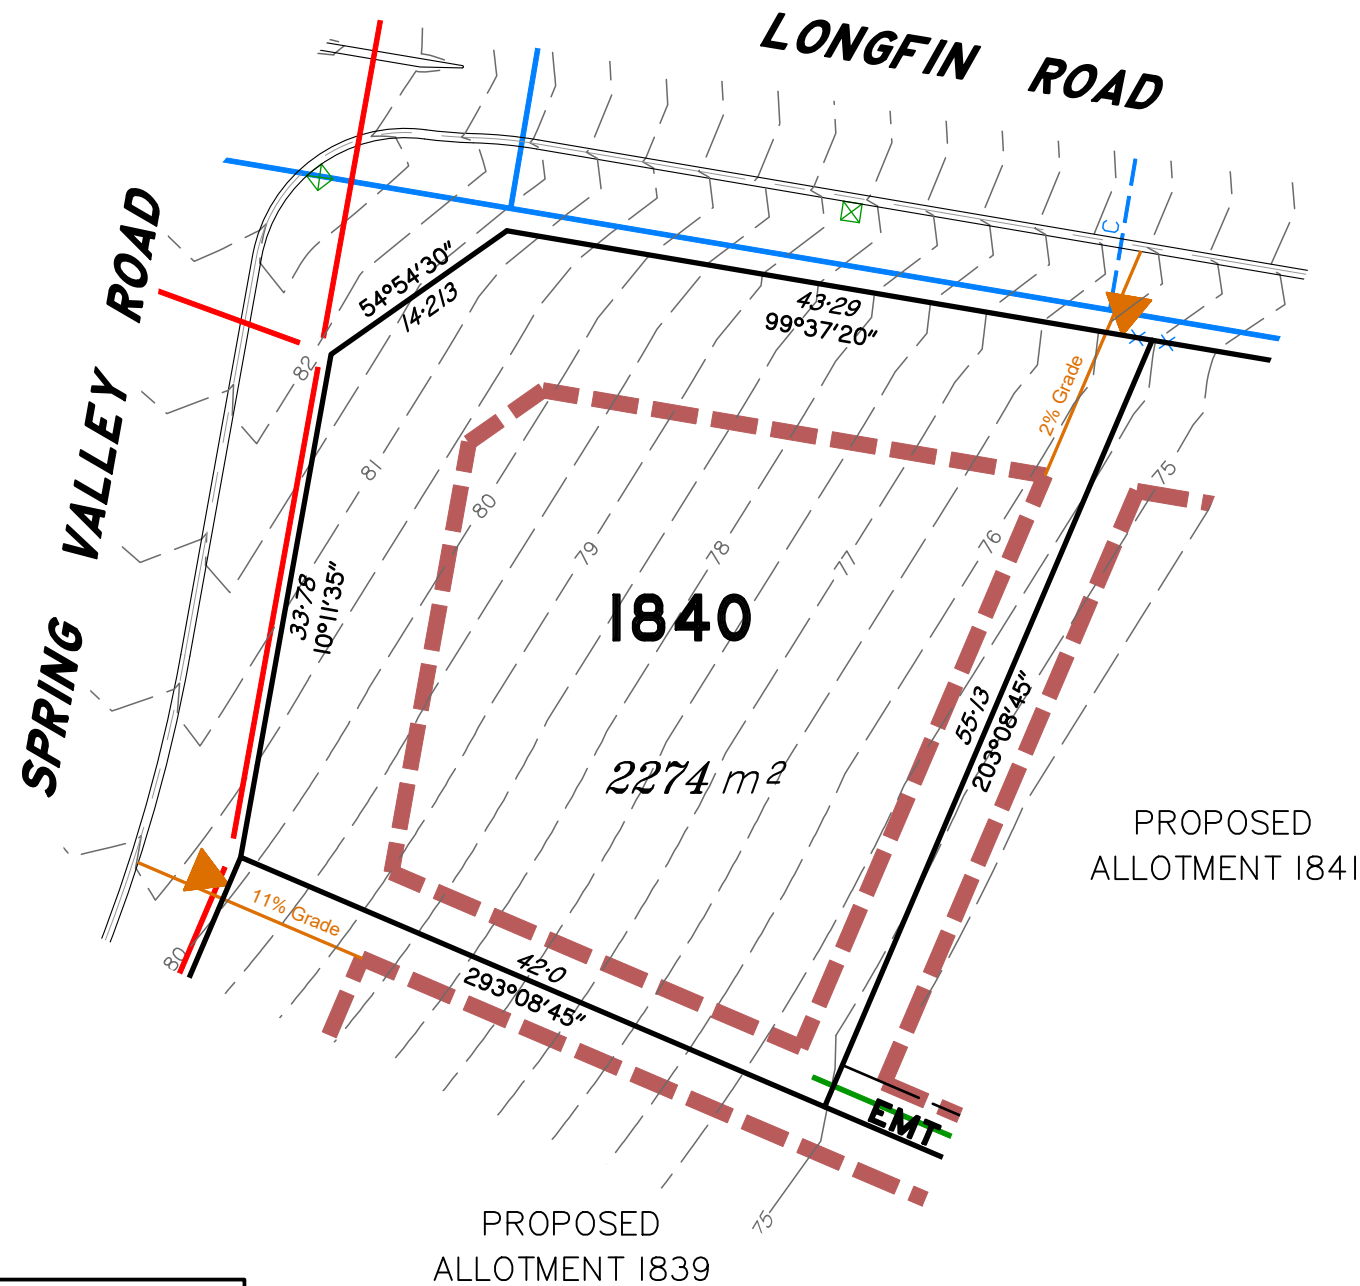 LONGFIN ROAD
SPRING VALLEY ROAD
C
54°54'30"
14·213
43·29
99°37'20"
82
2% Grade
81
80
79
78
77
76
75
33·78
10°11'35"
1840
2274 m²
55·13
203°08'45"
PROPOSED
ALLOTMENT 1841
11% Grade
80
42·0
293°08'45"
EMT
75
PROPOSED
ALLOTMENT 1839